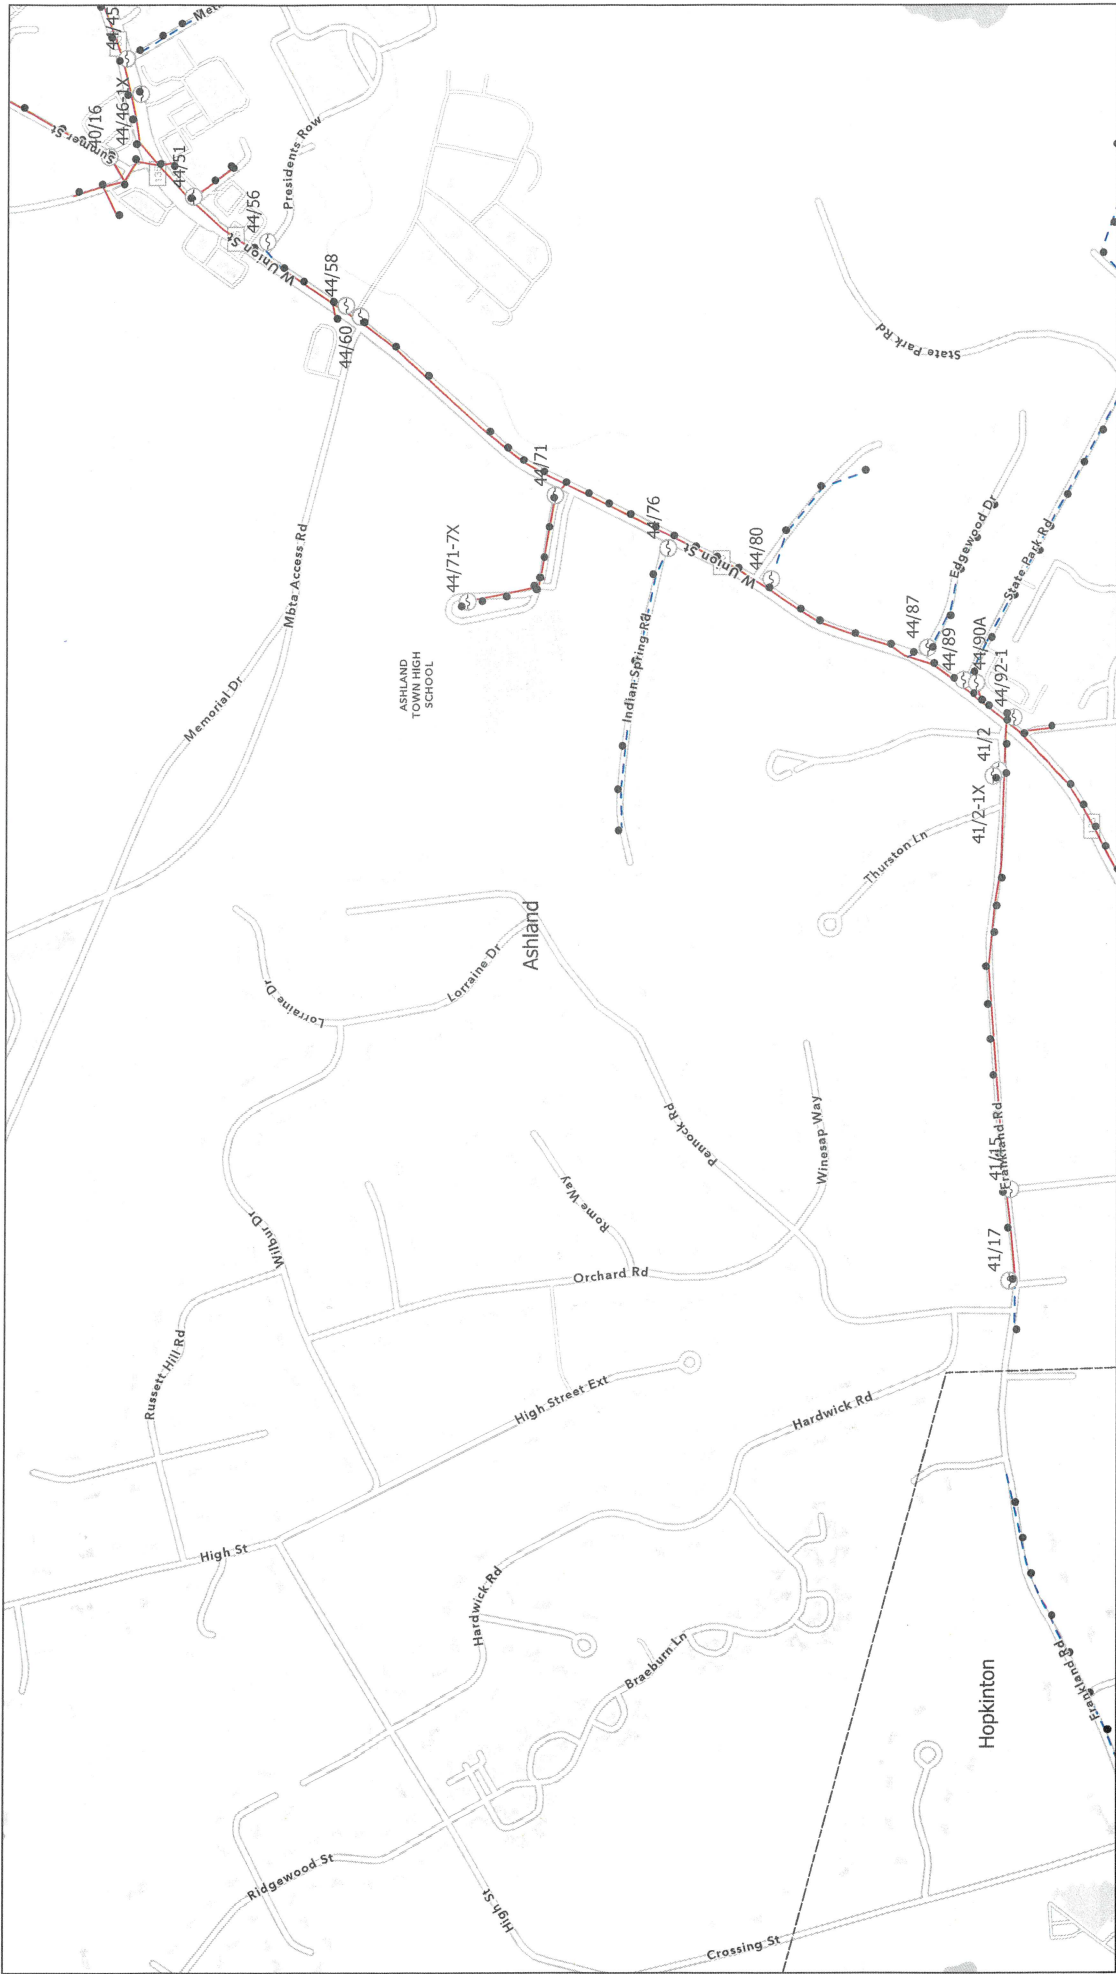 44/45
40/16
Summer St
44/46-1X
44/51
135
44/56
Presidents Row
W Union St
44/58
44/60
Mbta Access Rd
Memorial Dr
44/71
44/71-7X
ASHLAND
TOWN HIGH
SCHOOL
44/76
W Union St
44/80
Indian Spring Rd
State Park Rd
Edgewood Dr
State Park Rd
44/87
44/89
44/90A
44/92-1
41/2
41/2-1X
Thurston Ln
Ashland
Lorraine Dr
Lorraine Dr
Pennock Rd
Winesap Way
Rome Way
Orchard Rd
Wilbur Dr
Russett Hill Rd
High Street Ext
Hardwick Rd
41/15
Frankland Rd
41/17
High St
Hardwick Rd
Braeburn Ln
Ridgewood St
High St
Crossing St
Hopkinton
Frankland Rd